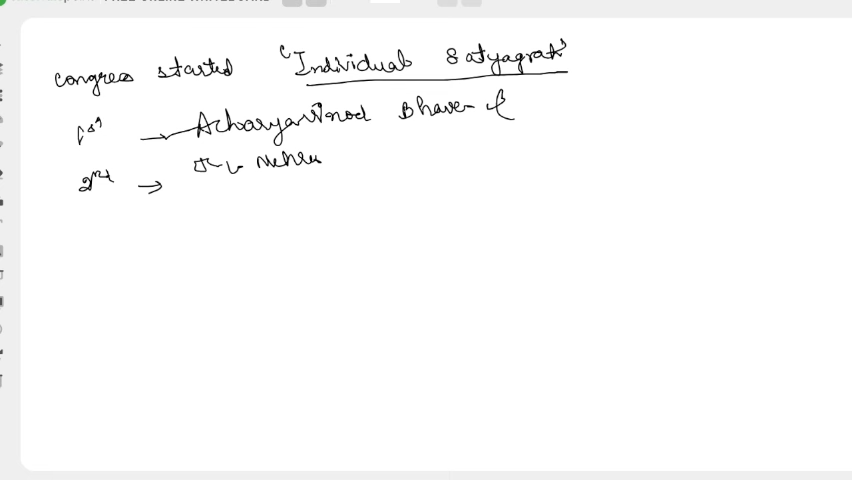 Congress started 'Individual Satyagrah'
1st → Acharya Vinod Bhave
2nd → J L Nehru